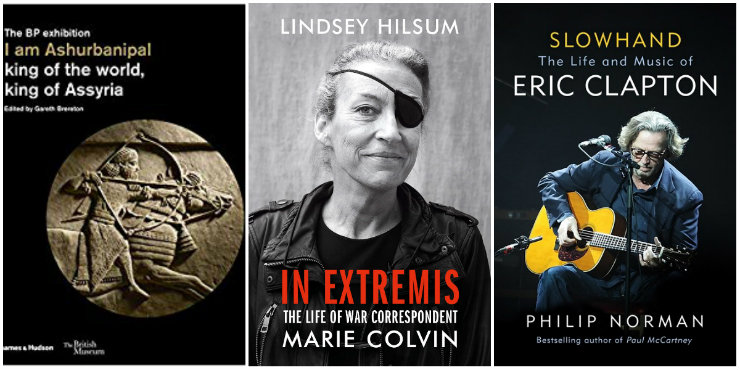 The BP exhibition
I am Ashurbanipal
king of the world,
king of Assyria
Edited by Gareth Brereton
ames & Hudson
The
British
Museum
LINDSEY HILSUM
IN EXTREMIS
THE LIFE OF WAR CORRESPONDENT
MARIE COLVIN
SLOWHAND
The Life and Music of
ERIC CLAPTON
PHILIP NORMAN
Bestselling author of Paul McCartney